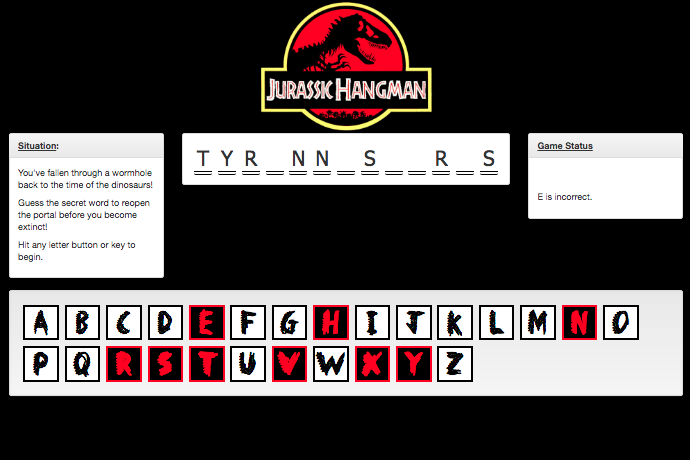 JURASSIC HANGMAN
Situation:
You've fallen through a wormhole
back to the time of the dinosaurs!
Guess the secret word to reopen
the portal before you become
extinct!
Hit any letter button or key to
begin.
T Y R _ N N _ S _ _ R _ S
Game Status
E is incorrect.
A B C D E F G H I J K L M N O
P Q R S T U V W X Y Z